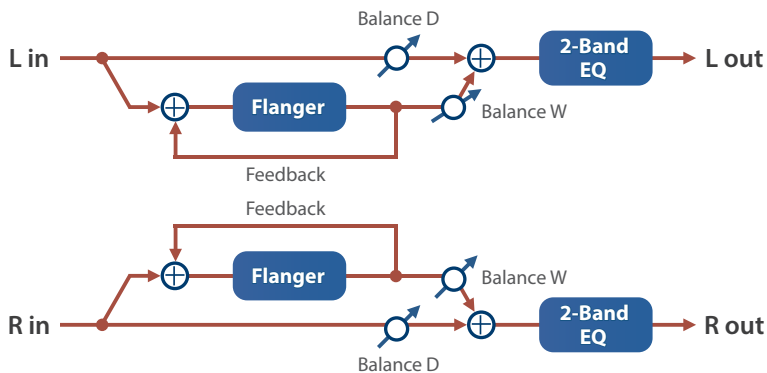 Balance D
L in
2-Band
EQ
L out
Flanger
Balance W
Feedback
Feedback
Flanger
Balance W
R in
2-Band
EQ
R out
Balance D